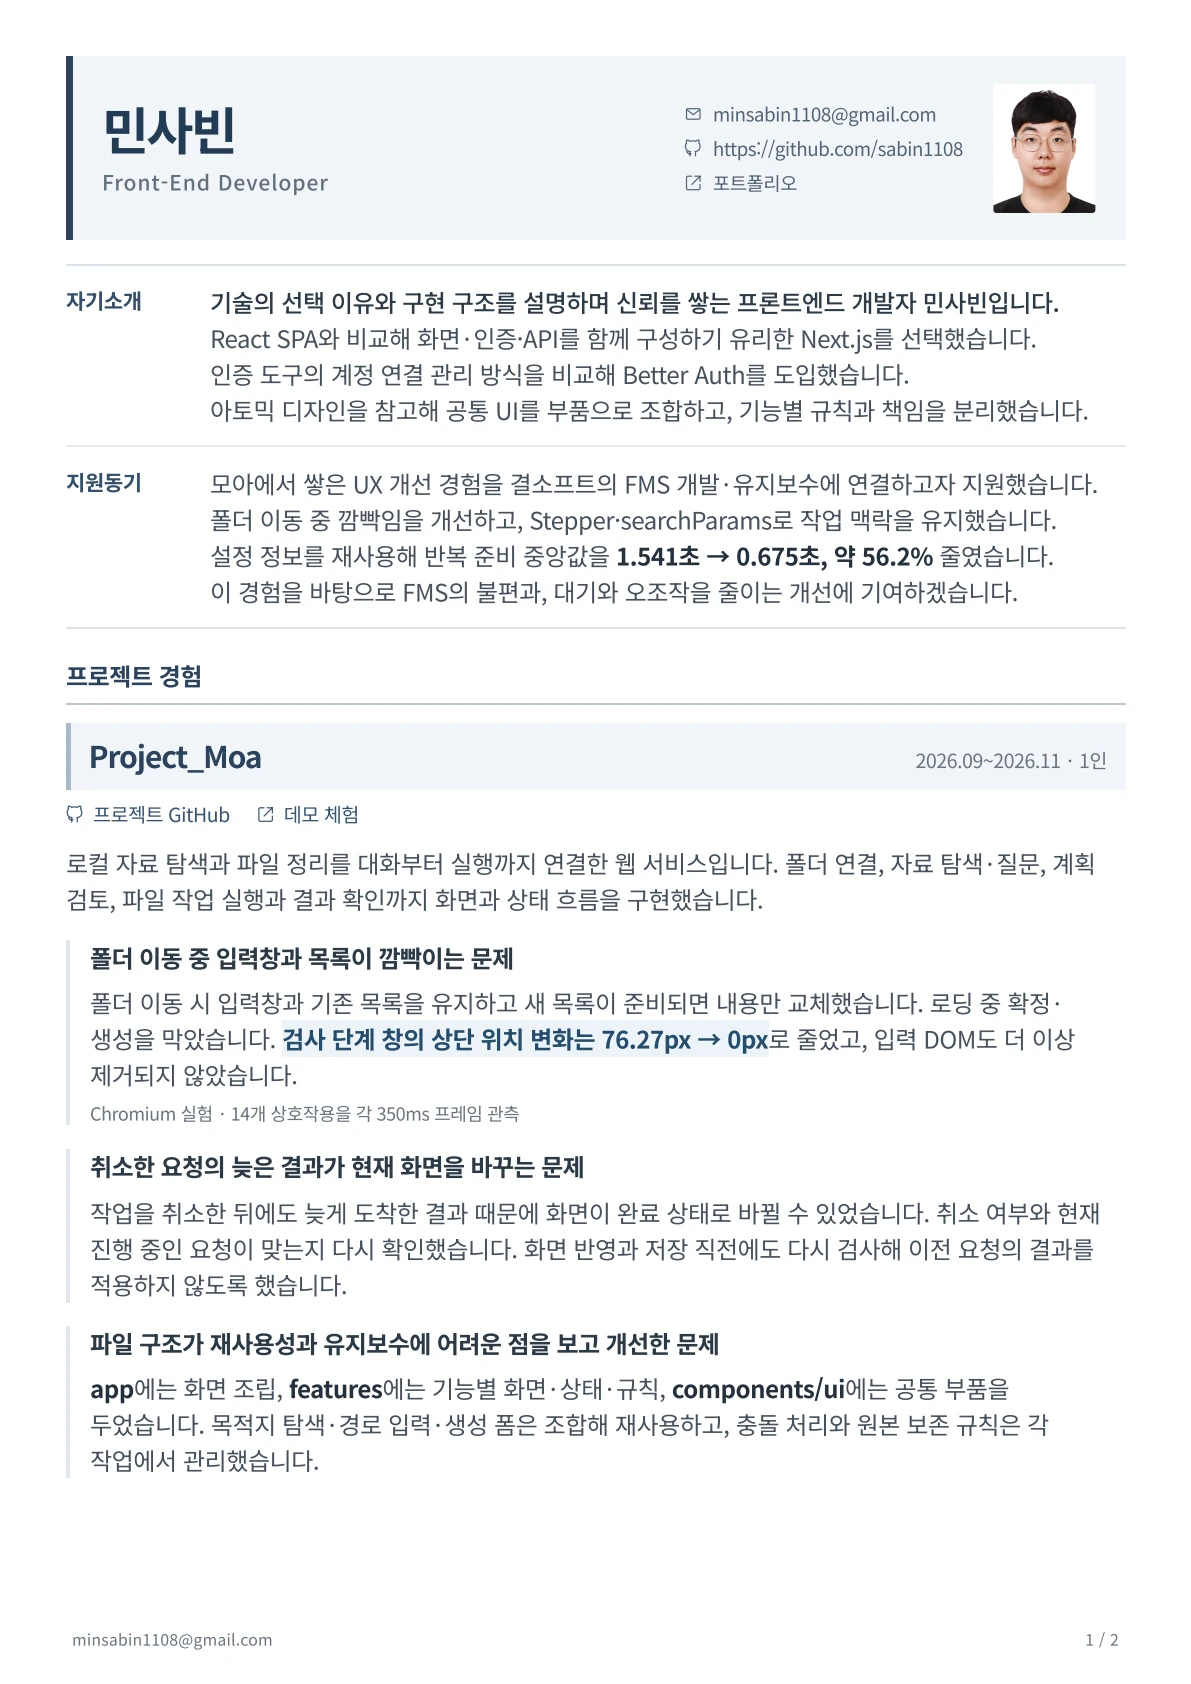 민사빈
Front-End Developer
minsabin1108@gmail.com
https://github.com/sabin1108
포트폴리오
자기소개
기술의 선택 이유와 구현 구조를 설명하며 신뢰를 쌓는 프론트엔드 개발자 민사빈입니다.
React SPA와 비교해 화면·인증·API를 함께 구성하기 유리한 Next.js를 선택했습니다.
인증 도구의 계정 연결 관리 방식을 비교해 Better Auth를 도입했습니다.
아토믹 디자인을 참고해 공통 UI를 부품으로 조합하고, 기능별 규칙과 책임을 분리했습니다.
지원동기
모아에서 쌓은 UX 개선 경험을 결소프트의 FMS 개발·유지보수에 연결하고자 지원했습니다.
폴더 이동 중 깜빡임을 개선하고, Stepper·searchParams로 작업 맥락을 유지했습니다.
설정 정보를 재사용해 반복 준비 중앙값을 1.541초 → 0.675초, 약 56.2% 줄였습니다.
이 경험을 바탕으로 FMS의 불편과, 대기와 오조작을 줄이는 개선에 기여하겠습니다.
프로젝트 경험
Project_Moa
2026.09~2026.11 · 1인
프로젝트 GitHub
데모 체험
로컬 자료 탐색과 파일 정리를 대화부터 실행까지 연결한 웹 서비스입니다. 폴더 연결, 자료 탐색·질문, 계획
검토, 파일 작업 실행과 결과 확인까지 화면과 상태 흐름을 구현했습니다.
폴더 이동 중 입력창과 목록이 깜빡이는 문제
폴더 이동 시 입력창과 기존 목록을 유지하고 새 목록이 준비되면 내용만 교체했습니다. 로딩 중 확정·
생성을 막았습니다. 검사 단계 창의 상단 위치 변화는 76.27px → 0px로 줄었고, 입력 DOM도 더 이상
제거되지 않았습니다.
Chromium 실험 · 14개 상호작용을 각 350ms 프레임 관측
취소한 요청의 늦은 결과가 현재 화면을 바꾸는 문제
작업을 취소한 뒤에도 늦게 도착한 결과 때문에 화면이 완료 상태로 바뀔 수 있었습니다. 취소 여부와 현재
진행 중인 요청이 맞는지 다시 확인했습니다. 화면 반영과 저장 직전에도 다시 검사해 이전 요청의 결과를
적용하지 않도록 했습니다.
파일 구조가 재사용성과 유지보수에 어려운 점을 보고 개선한 문제
app에는 화면 조립, features에는 기능별 화면·상태·규칙, components/ui에는 공통 부품을
두었습니다. 목적지 탐색·경로 입력·생성 폼은 조합해 재사용하고, 충돌 처리와 원본 보존 규칙은 각
작업에서 관리했습니다.
minsabin1108@gmail.com
1 / 2